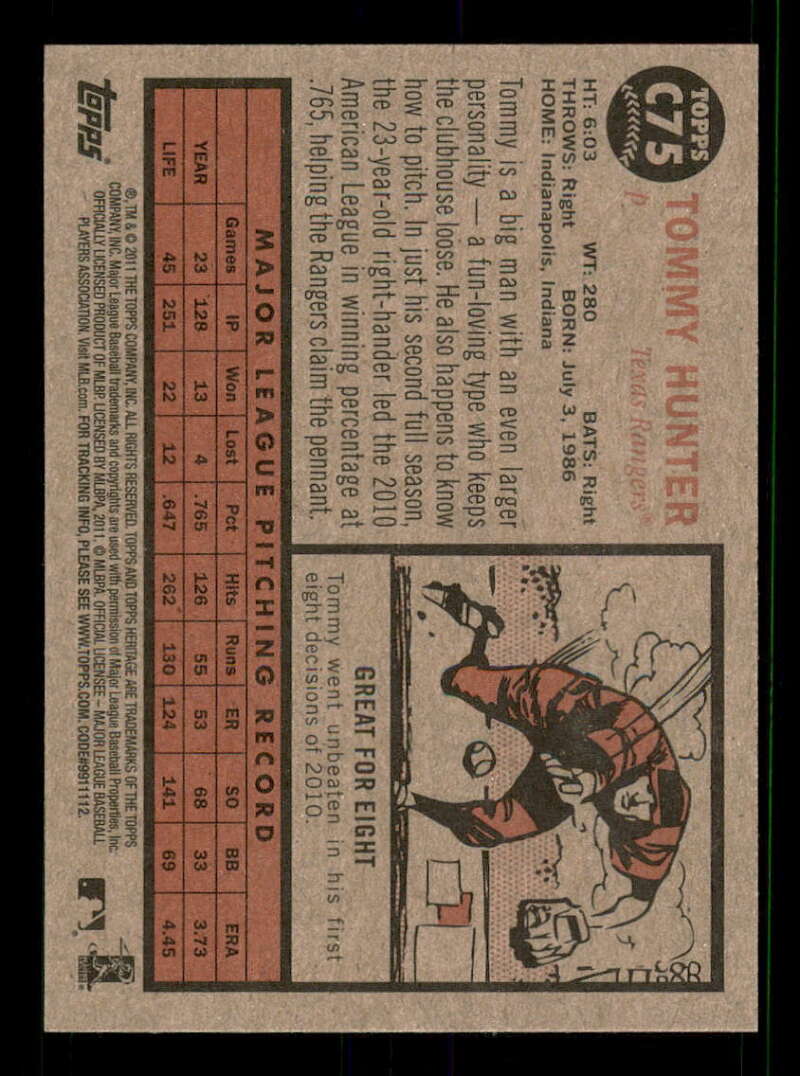 TOPPS
C75
TOMMY HUNTER
P
Texas Rangers®
HT: 6:03 WT: 280 BATS: Right
THROWS: Right BORN: July 3, 1986
HOME: Indianapolis, Indiana
Tommy is a big man with an even larger
personality — a fun-loving type who keeps
the clubhouse loose. He also happens to know
how to pitch. In just his second full season,
the 23-year-old right-hander led the 2010
American League in winning percentage at
.765, helping the Rangers claim the pennant.
GREAT FOR EIGHT
Tommy went unbeaten in his first
eight decisions of 2010.
MAJOR LEAGUE PITCHING RECORD
Games IP Won Lost Pct Hits Runs ER SO BB ERA
YEAR 23 128 13 4 .765 126 55 53 68 33 3.73
LIFE 45 251 22 12 .647 262 130 124 141 69 4.45
topps®
®, TM & © 2011 THE TOPPS COMPANY, INC. ALL RIGHTS RESERVED. TOPPS AND TOPPS HERITAGE ARE TRADEMARKS OF THE TOPPS
COMPANY, INC. Major League Baseball trademarks and copyrights are used with permission of Major League Baseball Properties, Inc.
OFFICIALLY LICENSED PRODUCT OF MLBP. LICENSED BY MLBPA, 2011. © MLBPA. OFFICIAL LICENSEE – MAJOR LEAGUE BASEBALL
PLAYERS ASSOCIATION. Visit MLB.com. FOR TRACKING INFO, PLEASE SEE WWW.TOPPS.COM. CODE#9911112.